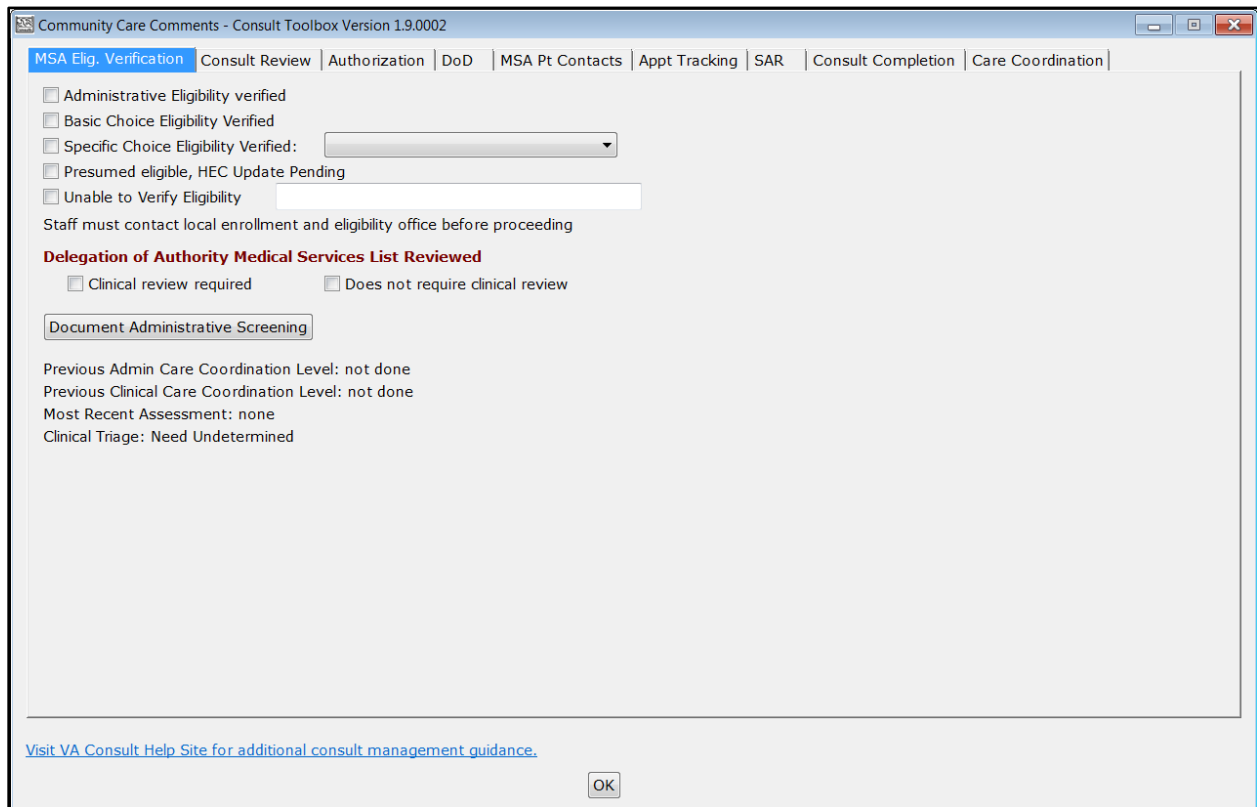 Community Care Comments - Consult Toolbox Version 1.9.0002
MSA Elig. Verification Consult Review Authorization DoD MSA Pt Contacts Appt Tracking SAR Consult Completion Care Coordination
Administrative Eligibility verified
Basic Choice Eligibility Verified
Specific Choice Eligibility Verified:
Presumed eligible, HEC Update Pending
Unable to Verify Eligibility
Staff must contact local enrollment and eligibility office before proceeding
Delegation of Authority Medical Services List Reviewed
Clinical review required Does not require clinical review
Document Administrative Screening
Previous Admin Care Coordination Level: not done
Previous Clinical Care Coordination Level: not done
Most Recent Assessment: none
Clinical Triage: Need Undetermined
Visit VA Consult Help Site for additional consult management guidance.
OK